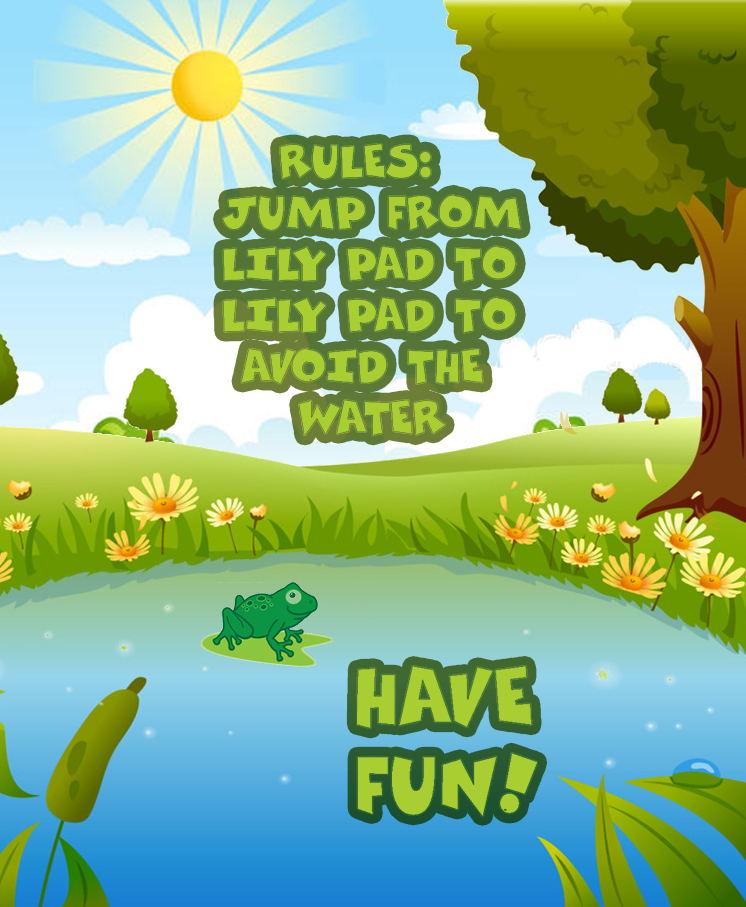 RULES:
JUMP FROM
LILY PAD TO
LILY PAD TO
AVOID THE
WATER
HAVE
FUN!